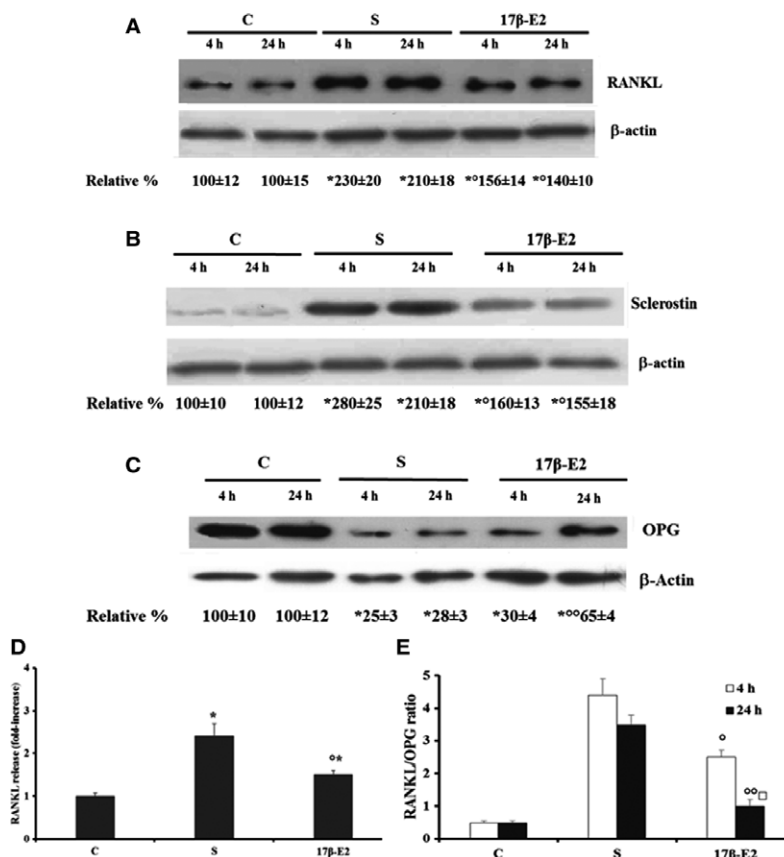 A
C S 17β-E2
4 h 24 h 4 h 24 h 4 h 24 h
RANKL
β-actin
Relative % 100±12 100±15 *230±20 *210±18 *°156±14 *°140±10
B
C S 17β-E2
4 h 24 h 4 h 24 h 4 h 24 h
Sclerostin
β-actin
Relative % 100±10 100±12 *280±25 *210±18 *°160±13 *°155±18
C
C S 17β-E2
4 h 24 h 4 h 24 h 4 h 24 h
OPG
β-Actin
Relative % 100±10 100±12 *25±3 *28±3 *30±4 *°°65±4
D
RANKL release (fold-increase)
4
3
2
1
0
*
°*
C S 17β-E2
E
RANKL/OPG ratio
5
4
3
2
1
0
4 h
24 h
°
°°□
C S 17β-E2